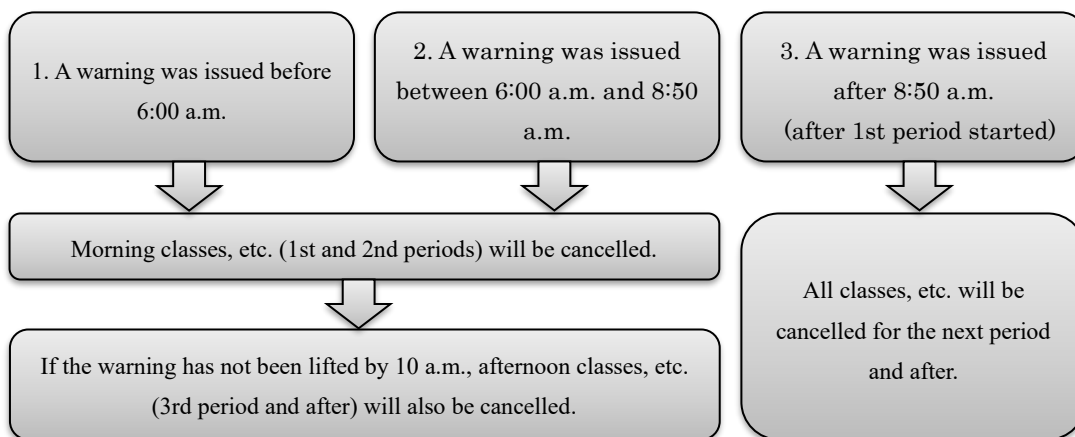 1. A warning was issued before
6:00 a.m.
2. A warning was issued
between 6:00 a.m. and 8:50
a.m.
3. A warning was issued
after 8:50 a.m.
(after 1st period started)
Morning classes, etc. (1st and 2nd periods) will be cancelled.
If the warning has not been lifted by 10 a.m., afternoon classes, etc.
(3rd period and after) will also be cancelled.
All classes, etc. will be
cancelled for the next period
and after.